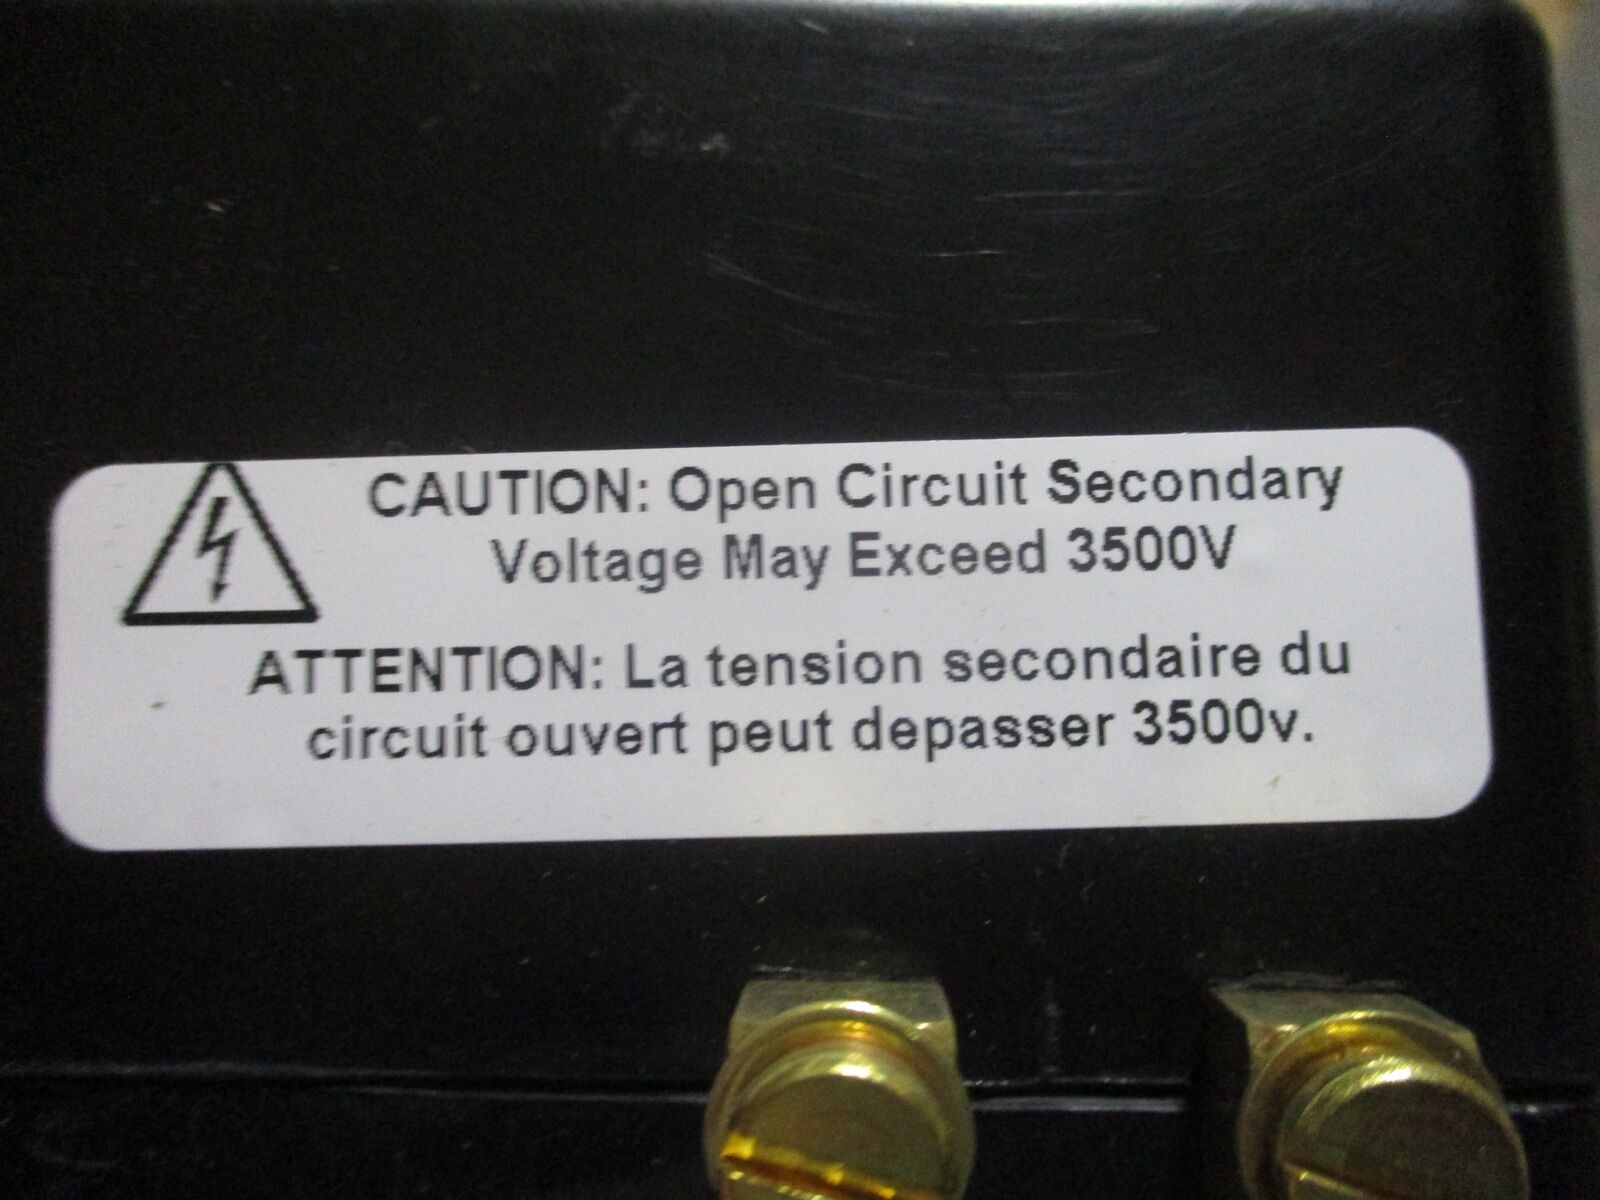 CAUTION: Open Circuit Secondary
Voltage May Exceed 3500V
ATTENTION: La tension secondaire du
circuit ouvert peut depasser 3500v.